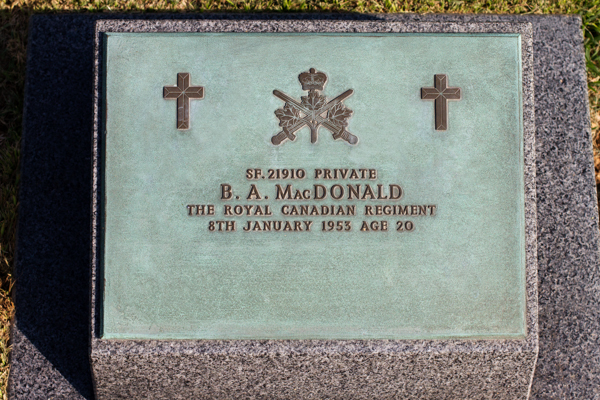 SF. 21910 PRIVATE
B. A. MacDONALD
THE ROYAL CANADIAN REGIMENT
8TH JANUARY 1953 AGE 20